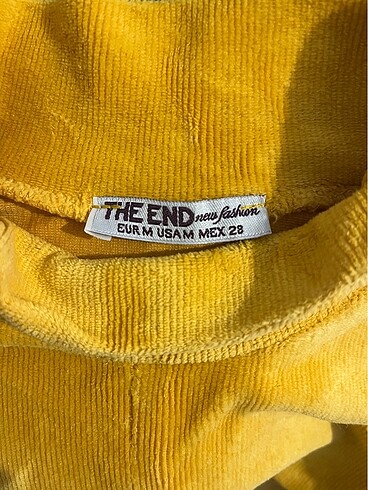 THE END new fashion
EUR M USA M MEX 28